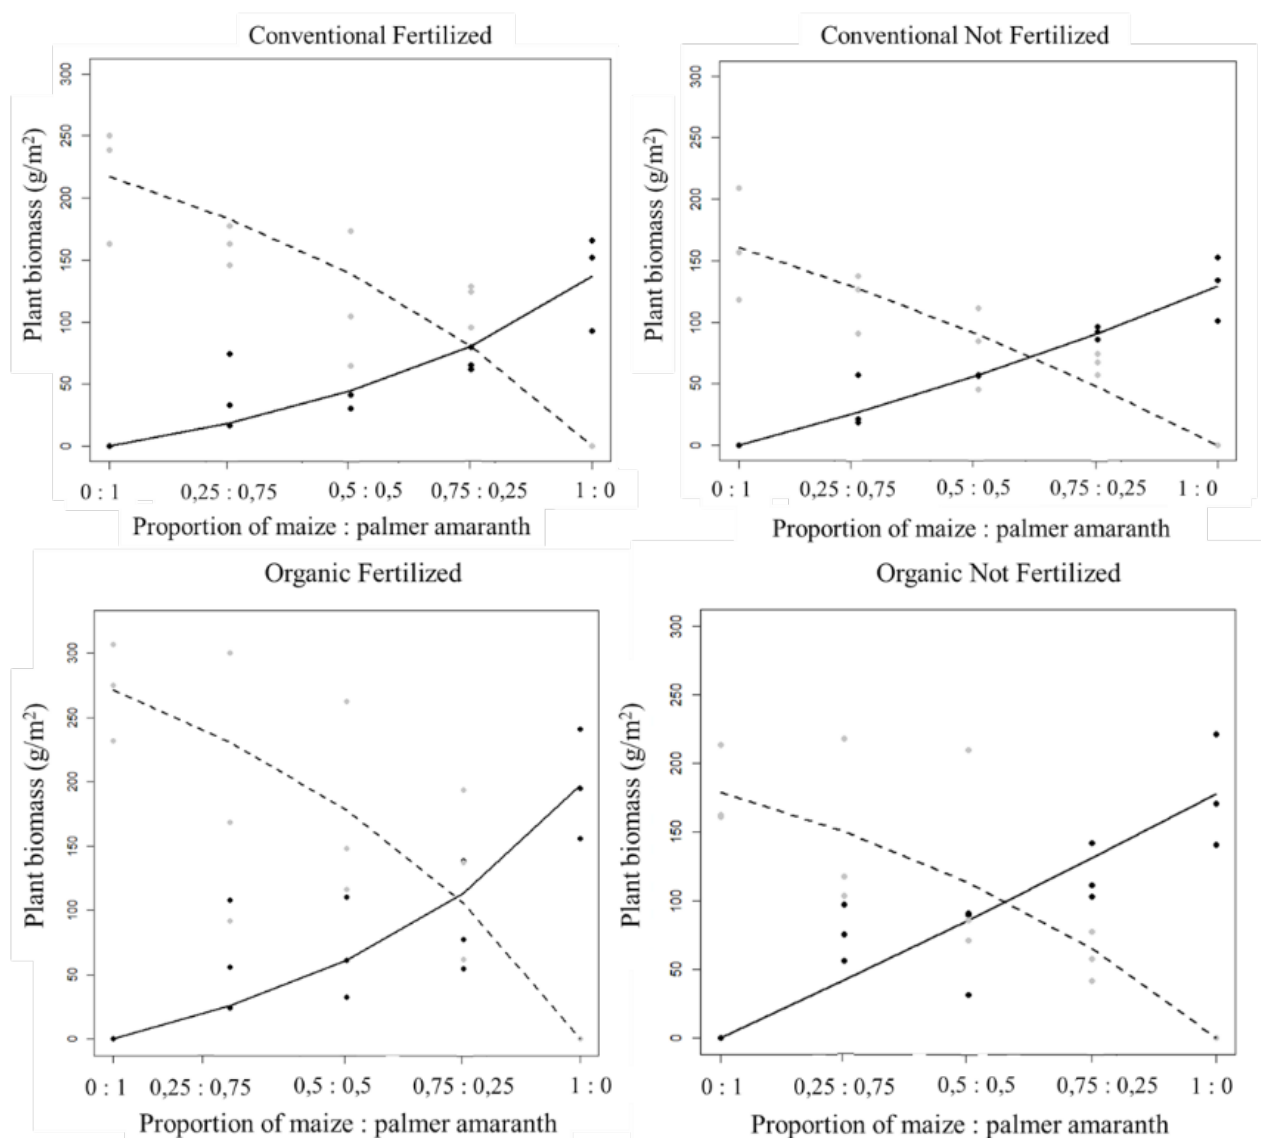 Conventional Fertilized
Plant biomass (g/m²)
300
250
200
150
100
50
0
0 : 1
0,25 : 0,75
0,5 : 0,5
0,75 : 0,25
1 : 0
Proportion of maize : palmer amaranth
Conventional Not Fertilized
Plant biomass (g/m²)
300
250
200
150
100
50
0
0 : 1
0,25 : 0,75
0,5 : 0,5
0,75 : 0,25
1 : 0
Proportion of maize : palmer amaranth
Organic Fertilized
Plant biomass (g/m²)
300
250
200
150
100
50
0
0 : 1
0,25 : 0,75
0,5 : 0,5
0,75 : 0,25
1 : 0
Proportion of maize : palmer amaranth
Organic Not Fertilized
Plant biomass (g/m²)
300
250
200
150
100
50
0
0 : 1
0,25 : 0,75
0,5 : 0,5
0,75 : 0,25
1 : 0
Proportion of maize : palmer amaranth